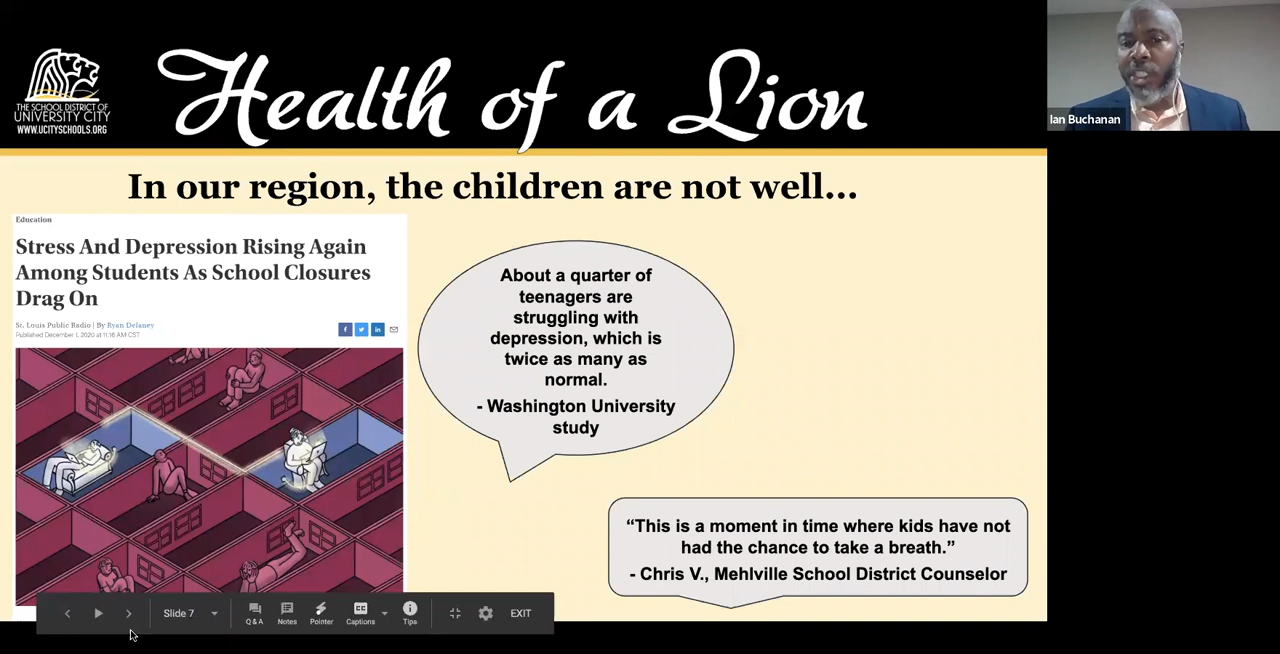 Health of a Lion
THE SCHOOL DISTRICT OF
UNIVERSITY CITY
WWW.UCITYSCHOOLS.ORG
Ian Buchanan
In our region, the children are not well...
Education
Stress And Depression Rising Again
Among Students As School Closures
Drag On
St. Louis Public Radio | By Ryan Delaney
Published December 1, 2020 at 11:16 AM CST
About a quarter of
teenagers are
struggling with
depression, which is
twice as many as
normal.
- Washington University
study
“This is a moment in time where kids have not
had the chance to take a breath.”
- Chris V., Mehlville School District Counselor
Slide 7
Q & A
Notes
Pointer
CC
Captions
Tips
EXIT